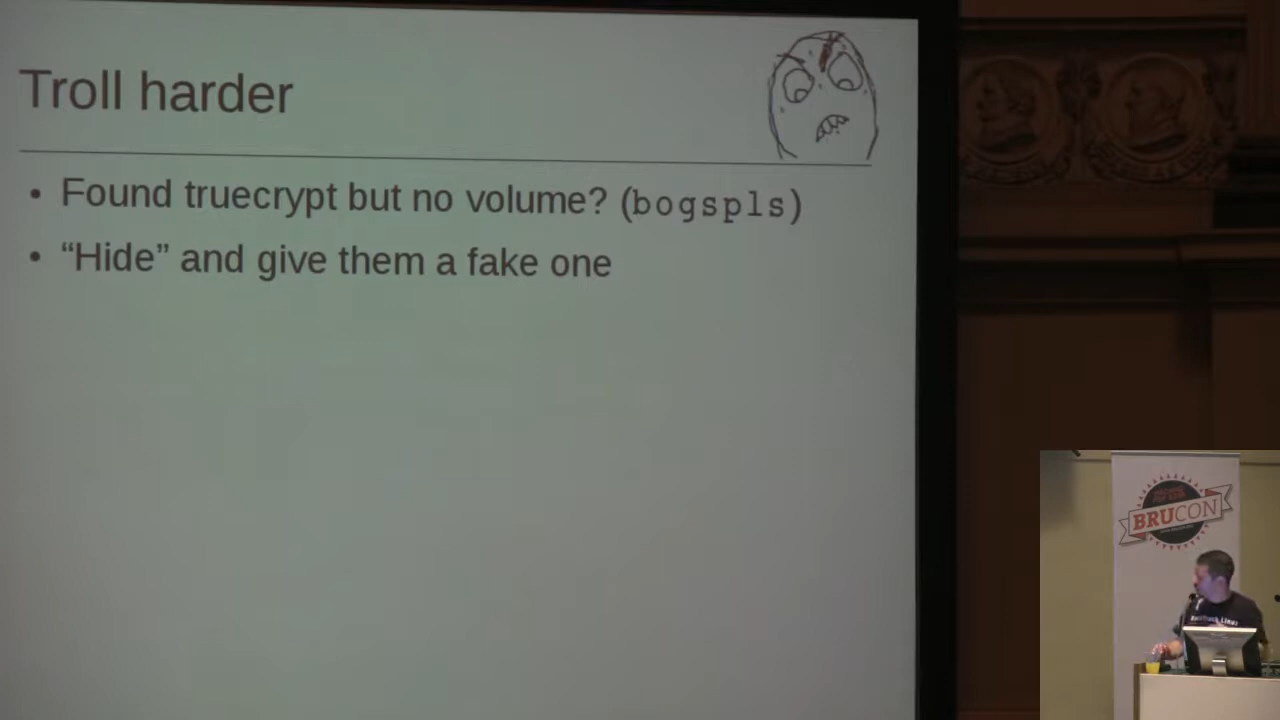 Troll harder
• Found truecrypt but no volume? (bogspls)
• “Hide” and give them a fake one
BRUCON